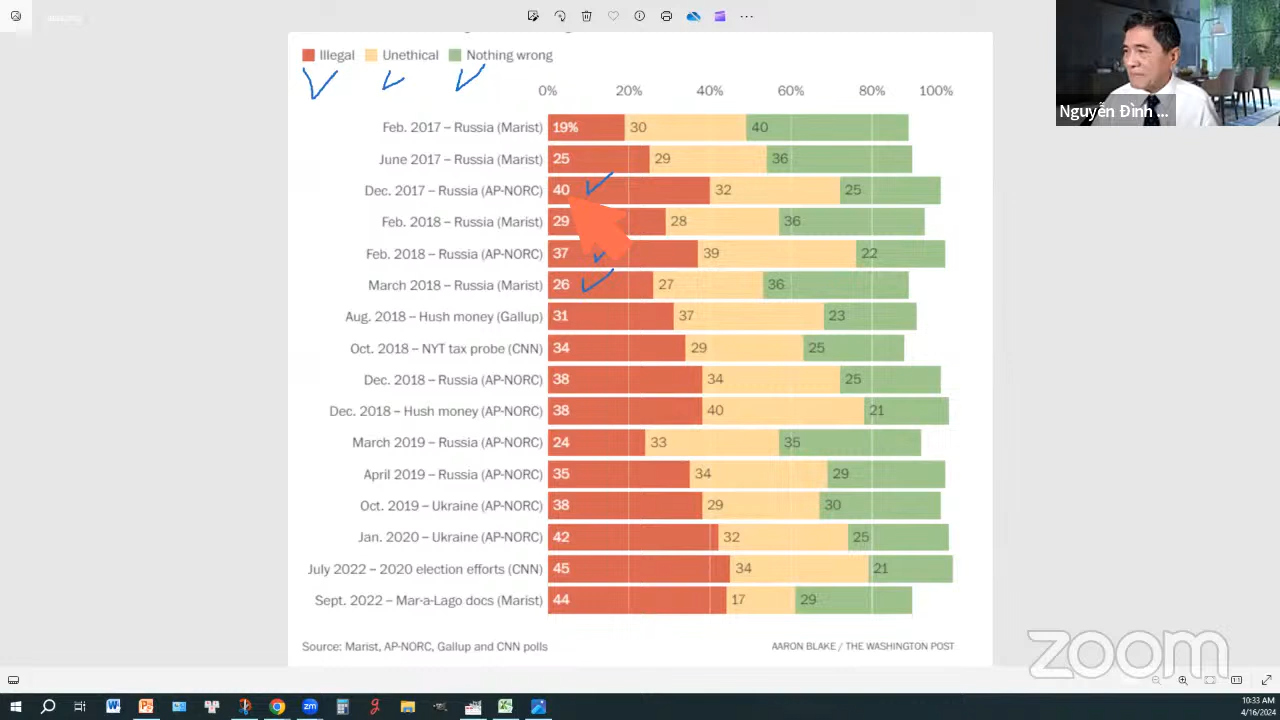 Illegal Unethical Nothing wrong
0% 20% 40% 60% 80% 100%
Feb. 2017 – Russia (Marist) 19% 30 40
June 2017 – Russia (Marist) 25 29 36
Dec. 2017 – Russia (AP-NORC) 40 32 25
Feb. 2018 – Russia (Marist) 29 28 36
Feb. 2018 – Russia (AP-NORC) 37 39 22
March 2018 – Russia (Marist) 26 27 36
Aug. 2018 – Hush money (Gallup) 31 37 23
Oct. 2018 – NYT tax probe (CNN) 34 29 25
Dec. 2018 – Russia (AP-NORC) 38 34 25
Dec. 2018 – Hush money (AP-NORC) 38 40 21
March 2019 – Russia (AP-NORC) 24 33 35
April 2019 – Russia (AP-NORC) 35 34 29
Oct. 2019 – Ukraine (AP-NORC) 38 29 30
Jan. 2020 – Ukraine (AP-NORC) 42 32 25
July 2022 – 2020 election efforts (CNN) 45 34 21
Sept. 2022 – Mar-a-Lago docs (Marist) 44 17 29
Source: Marist, AP-NORC, Gallup and CNN polls AARON BLAKE / THE WASHINGTON POST
Nguyễn Đình ...
zoom
10:33 AM
4/16/2024